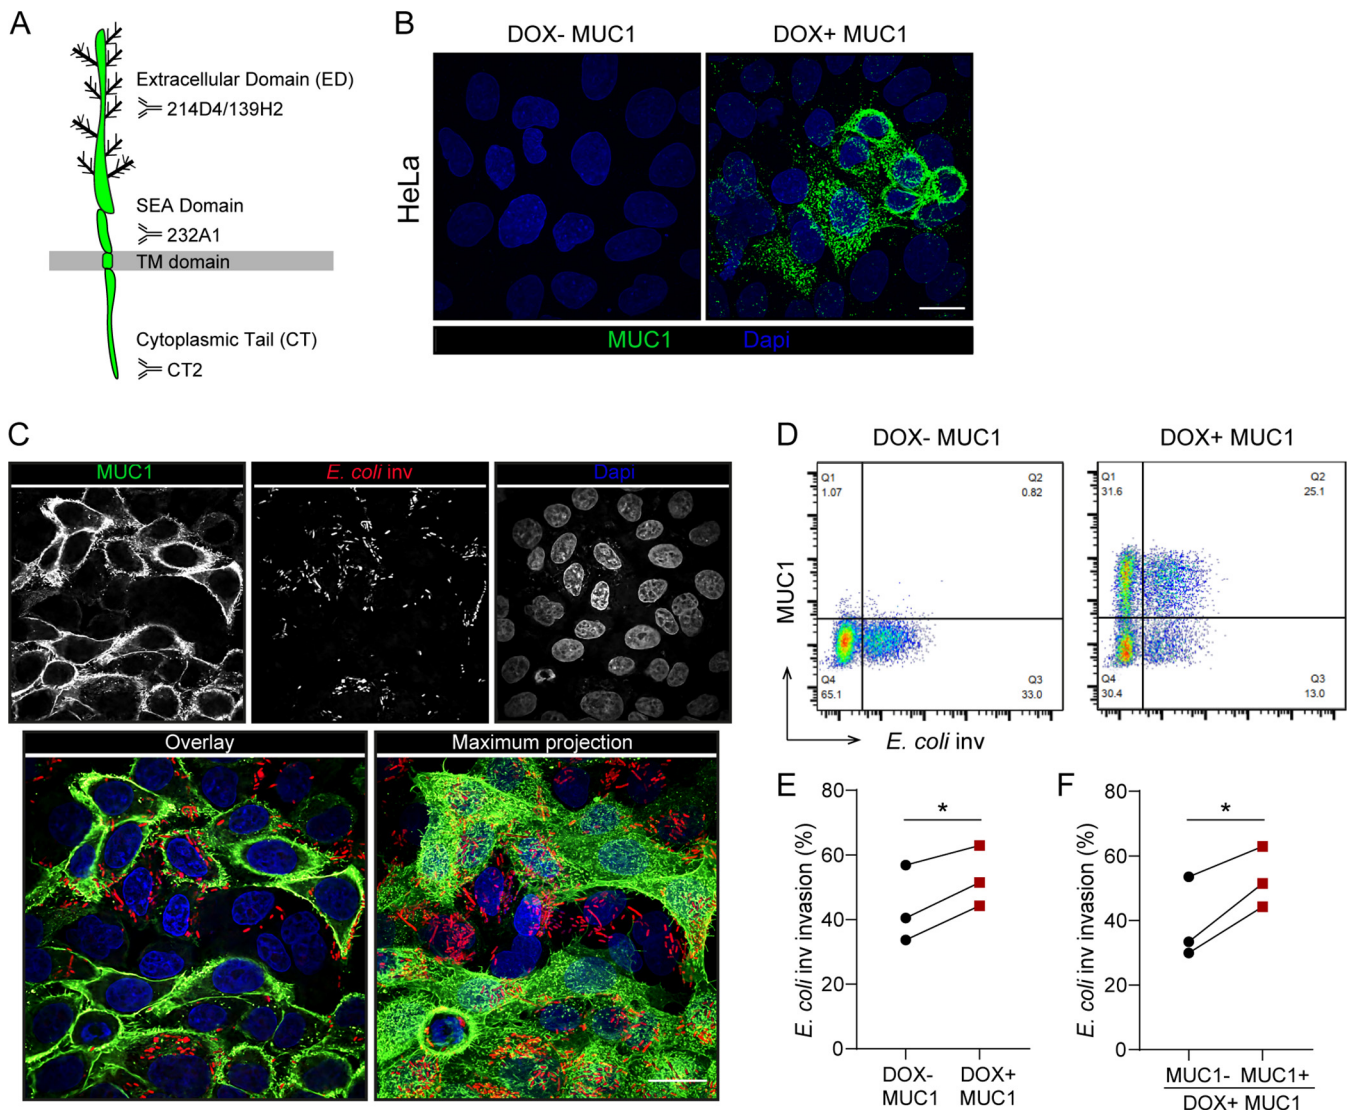 A
Extracellular Domain (ED)
214D4/139H2
SEA Domain
232A1
TM domain
Cytoplasmic Tail (CT)
CT2
B
DOX- MUC1
DOX+ MUC1
HeLa
MUC1 Dapi
C
MUC1
E. coli inv
Dapi
Overlay
Maximum projection
D
DOX- MUC1
DOX+ MUC1
MUC1
Q1
1.07
Q2
0.82
Q4
65.1
Q3
33.0
Q1
31.6
Q2
25.1
Q4
30.4
Q3
13.0
E. coli inv
E
E. coli inv invasion (%)
80
60
40
20
0
*
DOX-
MUC1
DOX+
MUC1
F
E. coli inv invasion (%)
80
60
40
20
0
*
MUC1- MUC1+
DOX+ MUC1